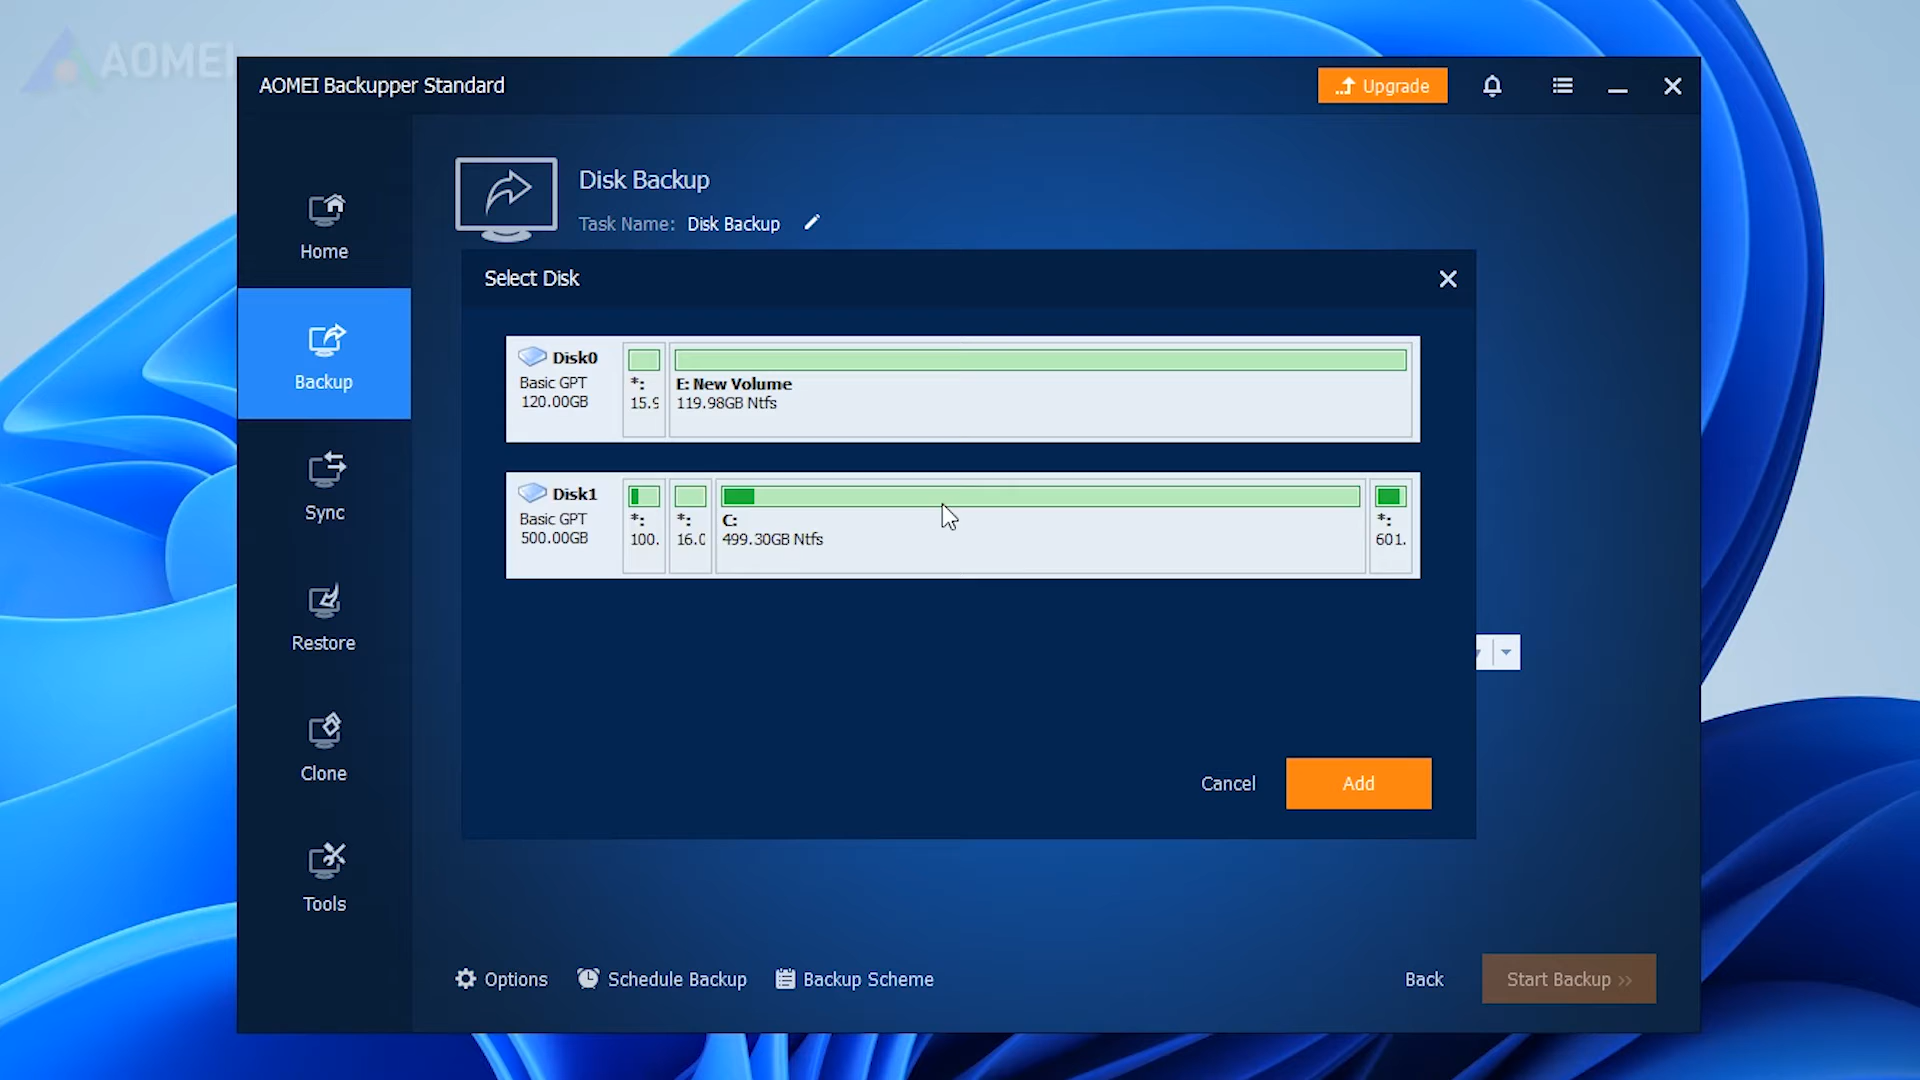 AOMEI
AOMEI Backupper Standard
Upgrade
Disk Backup
Task Name: Disk Backup
Home
Backup
Sync
Restore
Clone
Tools
Select Disk
Disk0
Basic GPT
120.00GB
*:
15.9
E: New Volume
119.98GB Ntfs
Disk1
Basic GPT
500.00GB
*:
100.
*:
16.0
C:
499.30GB Ntfs
*:
601.
Cancel
Add
Options
Schedule Backup
Backup Scheme
Back
Start Backup »